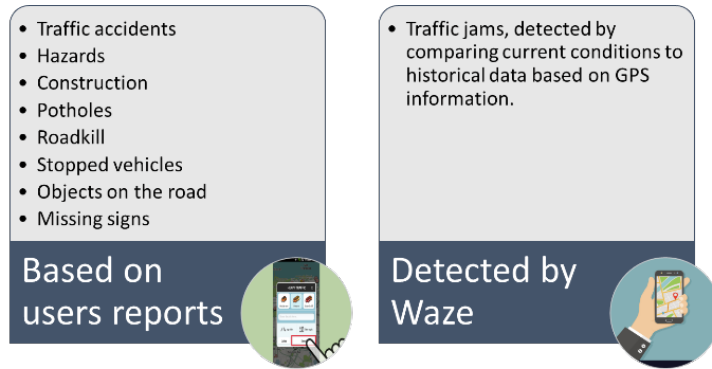 • Traffic accidents
• Hazards
• Construction
• Potholes
• Roadkill
• Stopped vehicles
• Objects on the road
• Missing signs
Based on
users reports
• Traffic jams, detected by
comparing current conditions to
historical data based on GPS
information.
Detected by
Waze